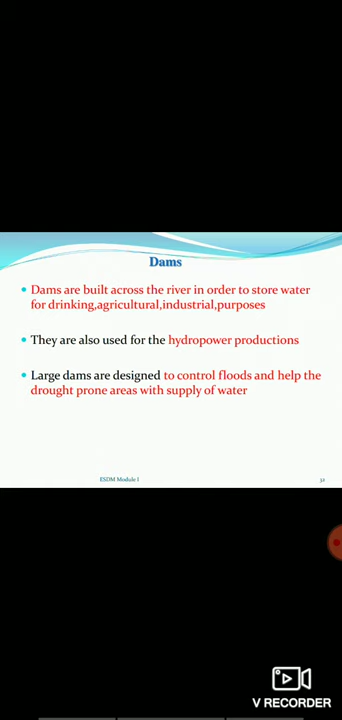 Dams
Dams are built across the river in order to store water
for drinking,agricultural,industrial,purposes
They are also used for the hydropower productions
Large dams are designed to control floods and help the
drought prone areas with supply of water
ESDM Module I
32
V RECORDER